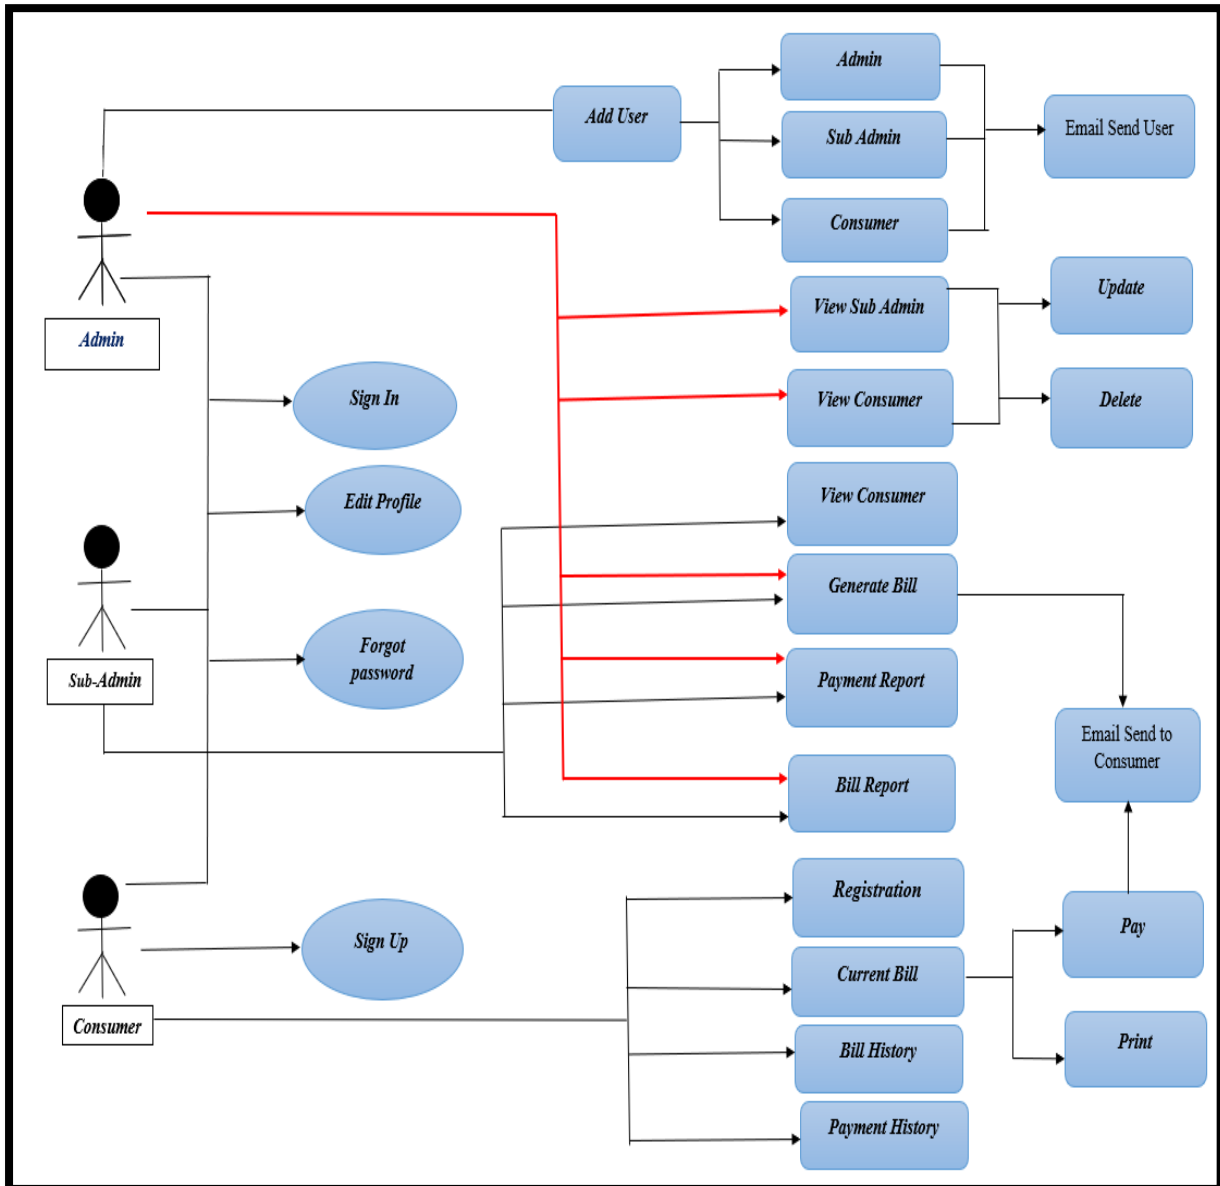 Admin
Add User
Sub Admin
Email Send User
Consumer
View Sub Admin
Update
Admin
Sign In
View Consumer
Delete
Edit Profile
View Consumer
Generate Bill
Forgot
password
Sub-Admin
Payment Report
Email Send to
Consumer
Bill Report
Registration
Sign Up
Pay
Current Bill
Consumer
Bill History
Print
Payment History